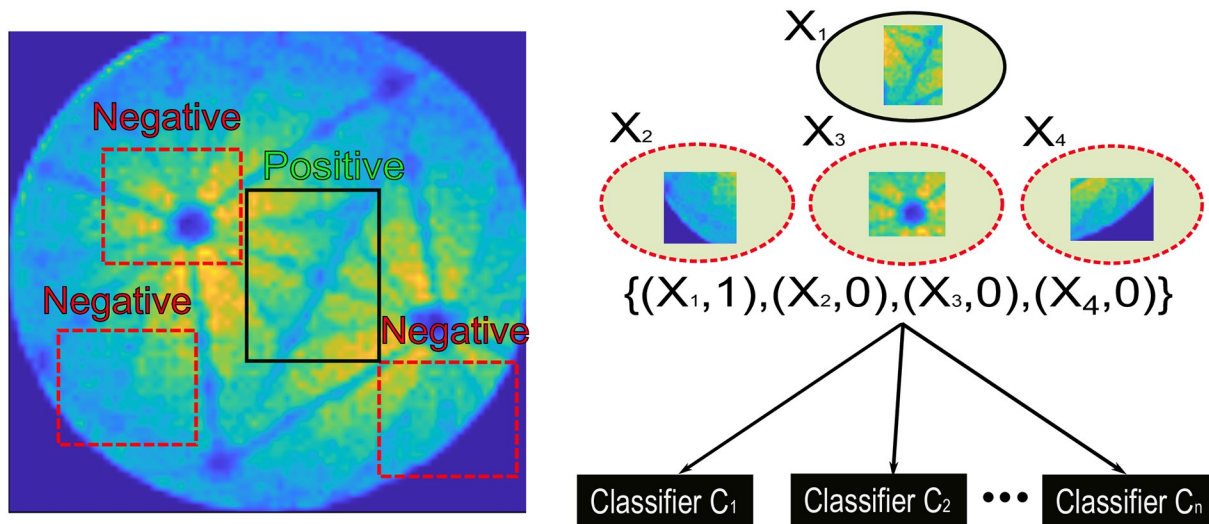 Negative
Positive
Negative
Negative
X₁
X₂ X₃ X₄
{(X₁,1),(X₂,0),(X₃,0),(X₄,0)}
Classifier C₁ Classifier C₂ ••• Classifier Cₙ